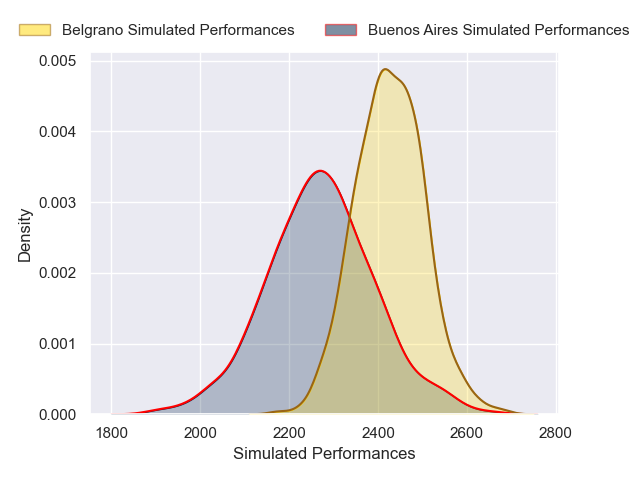 Belgrano Simulated Performances
Buenos Aires Simulated Performances
0.005
0.004
0.003
0.002
0.001
0.000
Density
1800 2000 2200 2400 2600 2800
Simulated Performances